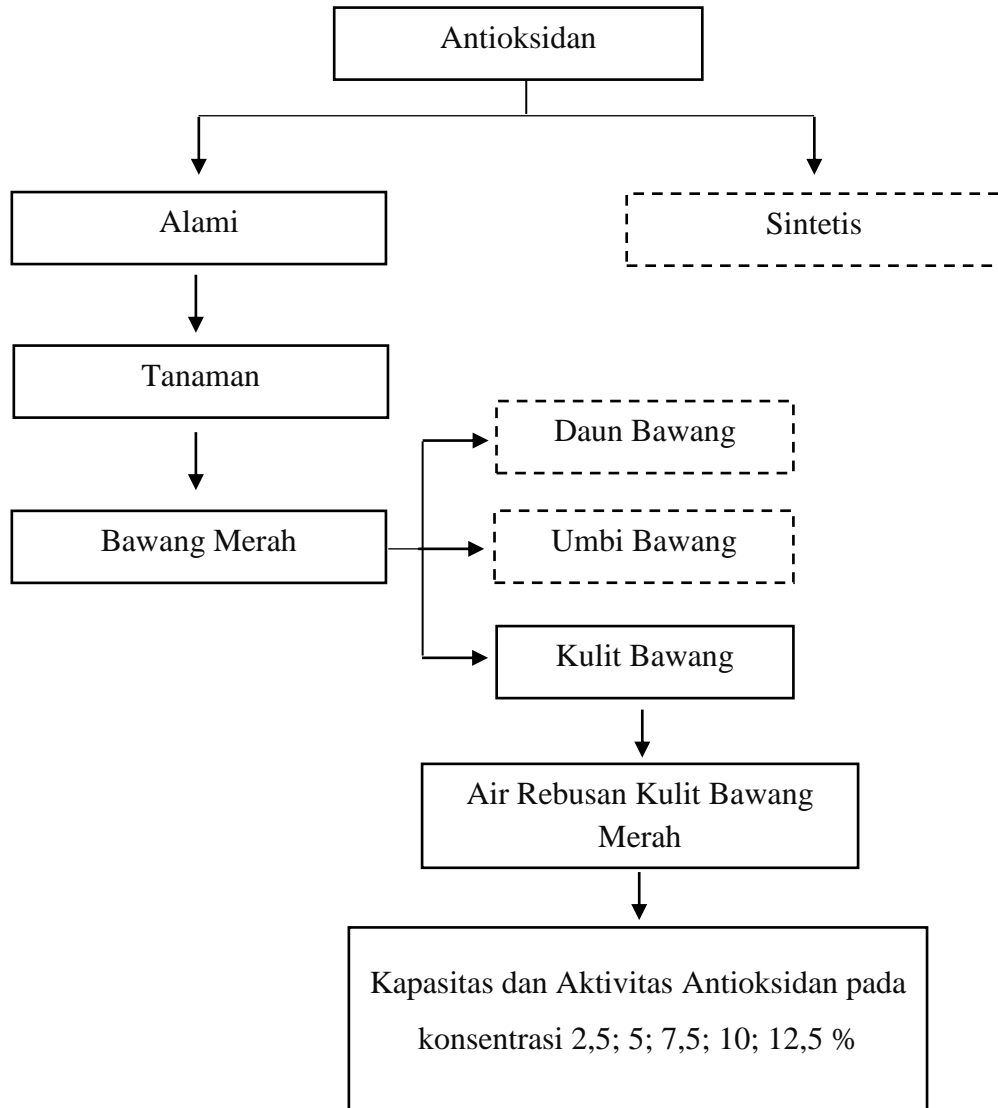 Antioksidan
Alami
Sintetis
Tanaman
Daun Bawang
Bawang Merah
Umbi Bawang
Kulit Bawang
Air Rebusan Kulit Bawang
Merah
Kapasitas dan Aktivitas Antioksidan pada
konsentrasi 2,5; 5; 7,5; 10; 12,5 %